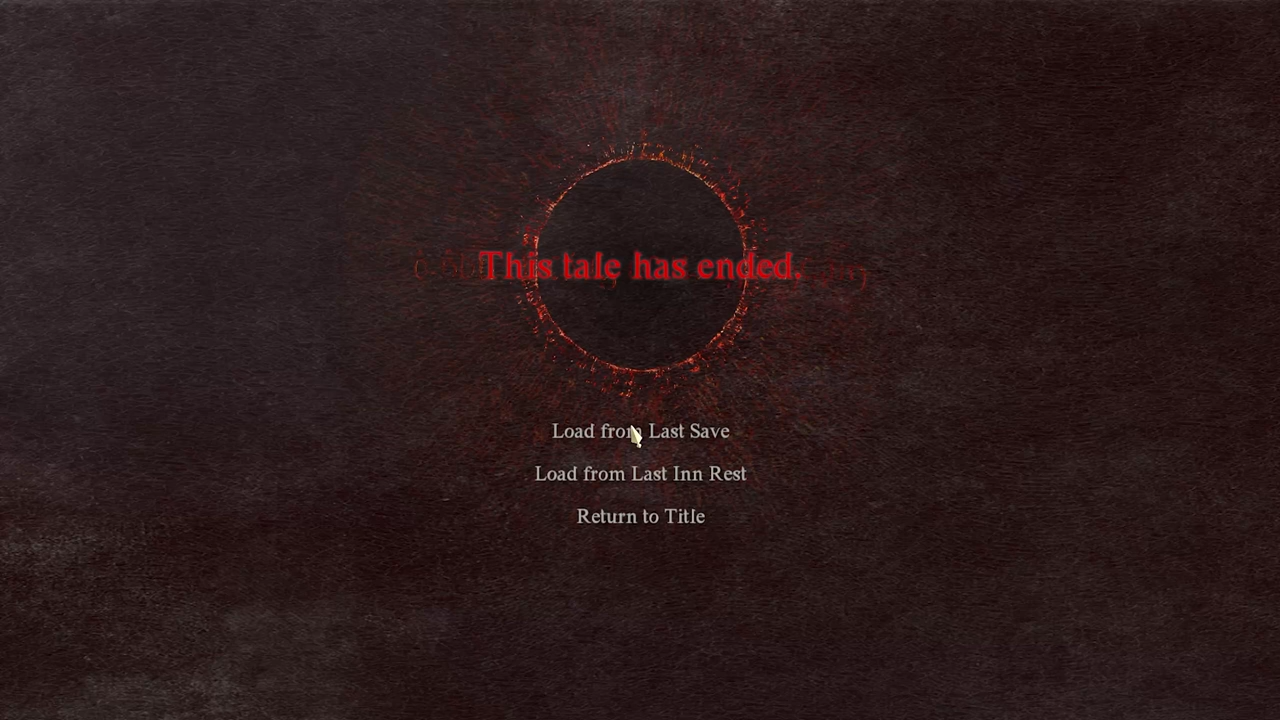 This tale has ended.
Load from Last Save
Load from Last Inn Rest
Return to Title